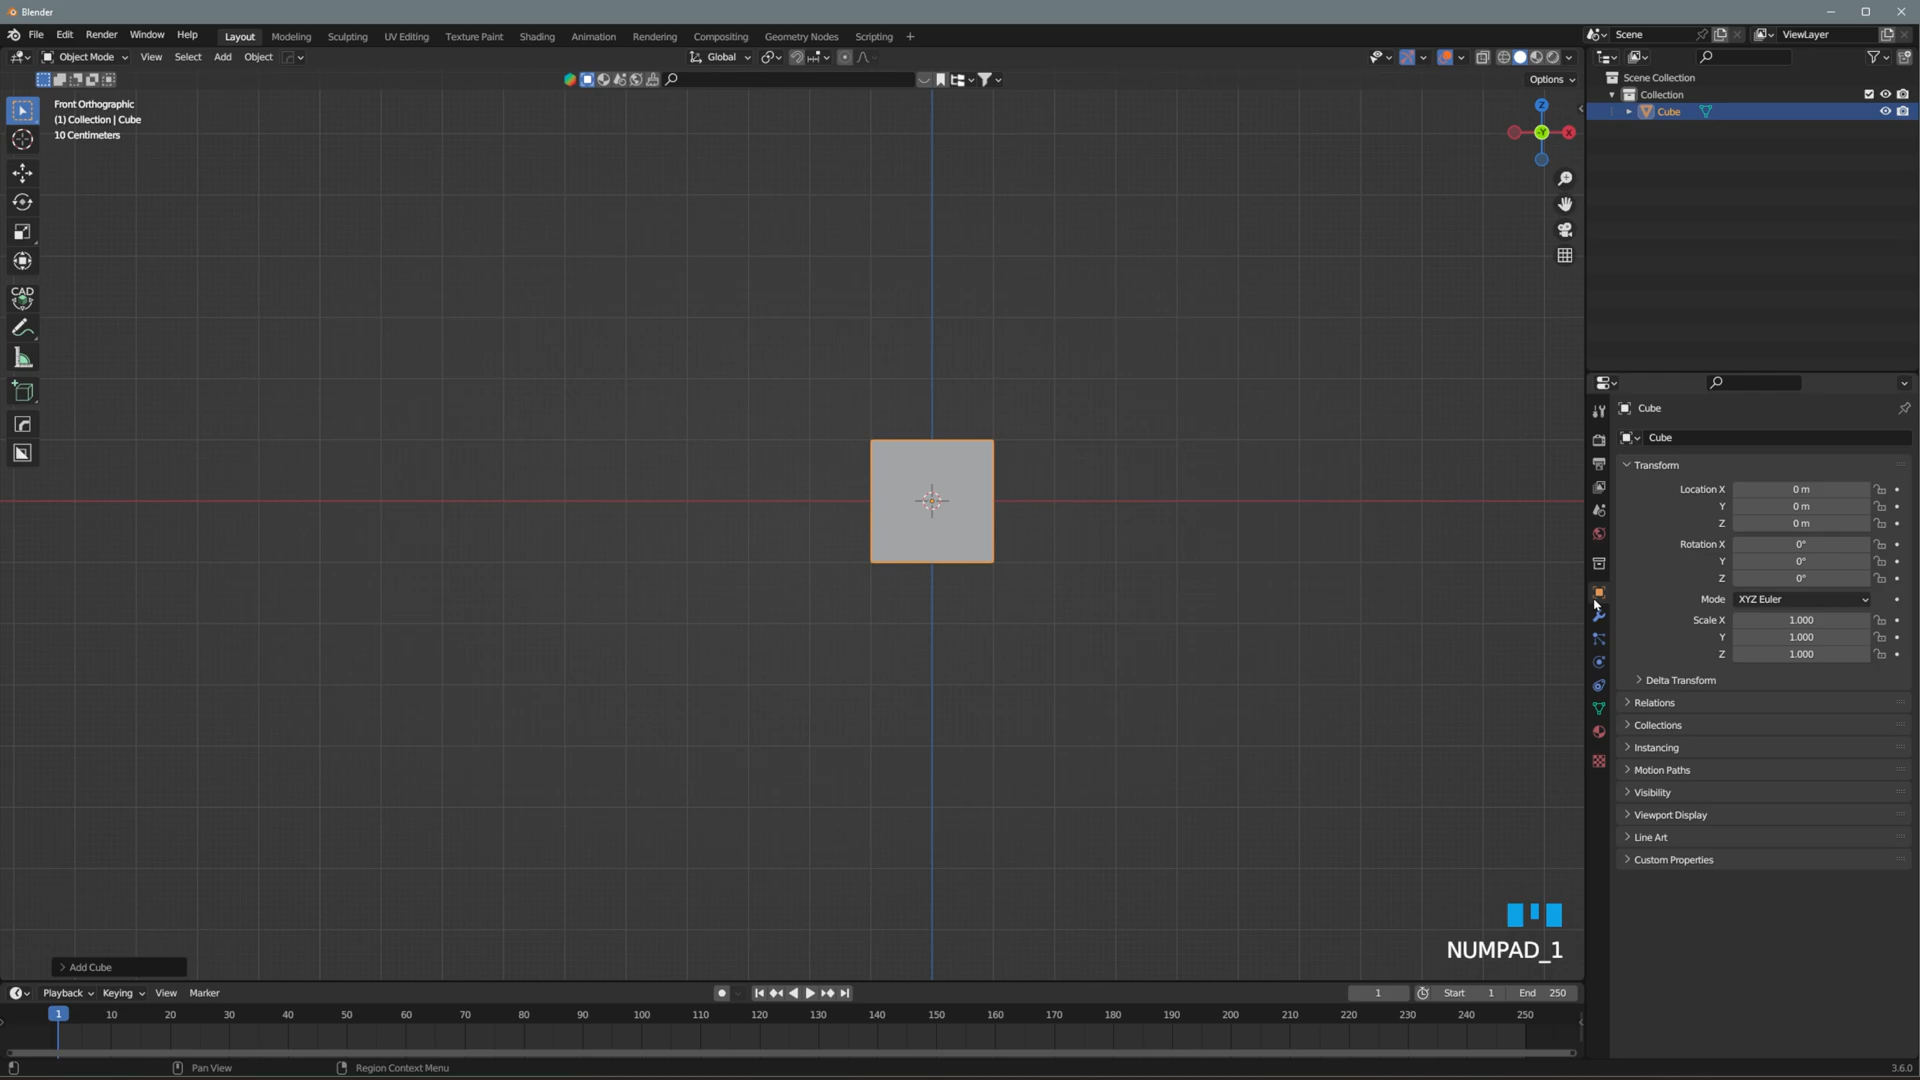 Blender
File Edit Render Window Help Layout Modeling Sculpting UV Editing Texture Paint Shading Animation Rendering Compositing Geometry Nodes Scripting + Scene ViewLayer
Object Mode View Select Add Object Global
Options
Front Orthographic
(1) Collection | Cube
10 Centimeters
Z
-Y X
CAD
Scene Collection
Collection
Cube
Cube
Cube
Transform
Location X 0 m
Y 0 m
Z 0 m
Rotation X 0°
Y 0°
Z 0°
Mode XYZ Euler
Scale X 1.000
Y 1.000
Z 1.000
Delta Transform
Relations
Collections
Instancing
Motion Paths
Visibility
Viewport Display
Line Art
Custom Properties
NUMPAD_1
Add Cube
Playback Keying View Marker 1 Start 1 End 250
1 10 20 30 40 50 60 70 80 90 100 110 120 130 140 150 160 170 180 190 200 210 220 230 240 250
Pan View Region Context Menu 3.6.0